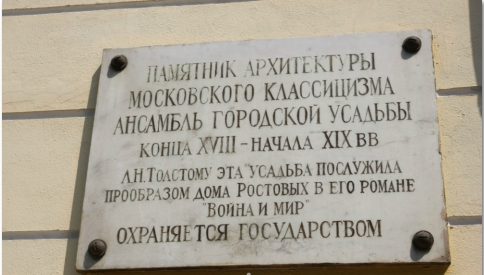 ПАМЯТНИК АРХИТЕКТУРЫ
МОСКОВСКОГО КЛАССИЦИЗМА
АНСАМБЛЬ ГОРОДСКОЙ УСАДЬБЫ
КОНЦА XVIII – НАЧАЛА XIX ВВ
Л.Н.ТОЛСТОМУ ЭТА "УСАДЬБА ПОСЛУЖИЛА
ПРООБРАЗОМ ДОМА РОСТОВЫХ В ЕГО РОМАНЕ
"ВОЙНА И МИР"
ОХРАНЯЕТСЯ ГОСУДАРСТВОМ